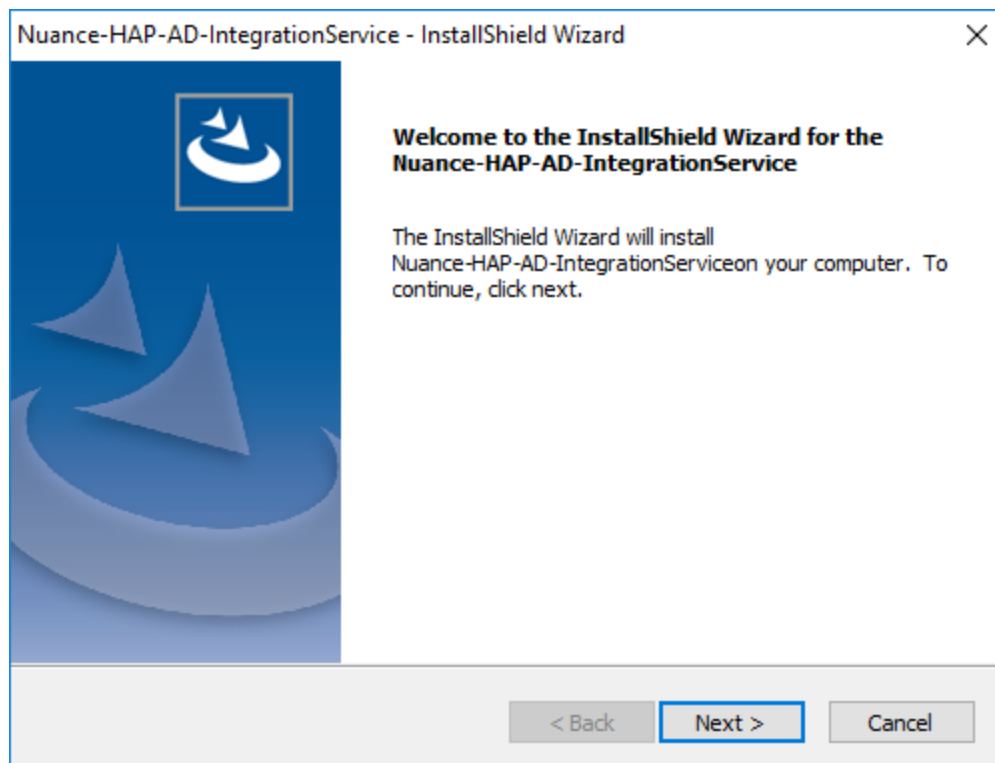 Nuance-HAP-AD-IntegrationService - InstallShield Wizard
Welcome to the InstallShield Wizard for the
Nuance-HAP-AD-IntegrationService
The InstallShield Wizard will install
Nuance-HAP-AD-IntegrationServiceon your computer.  To
continue, click next.
< Back
Next >
Cancel